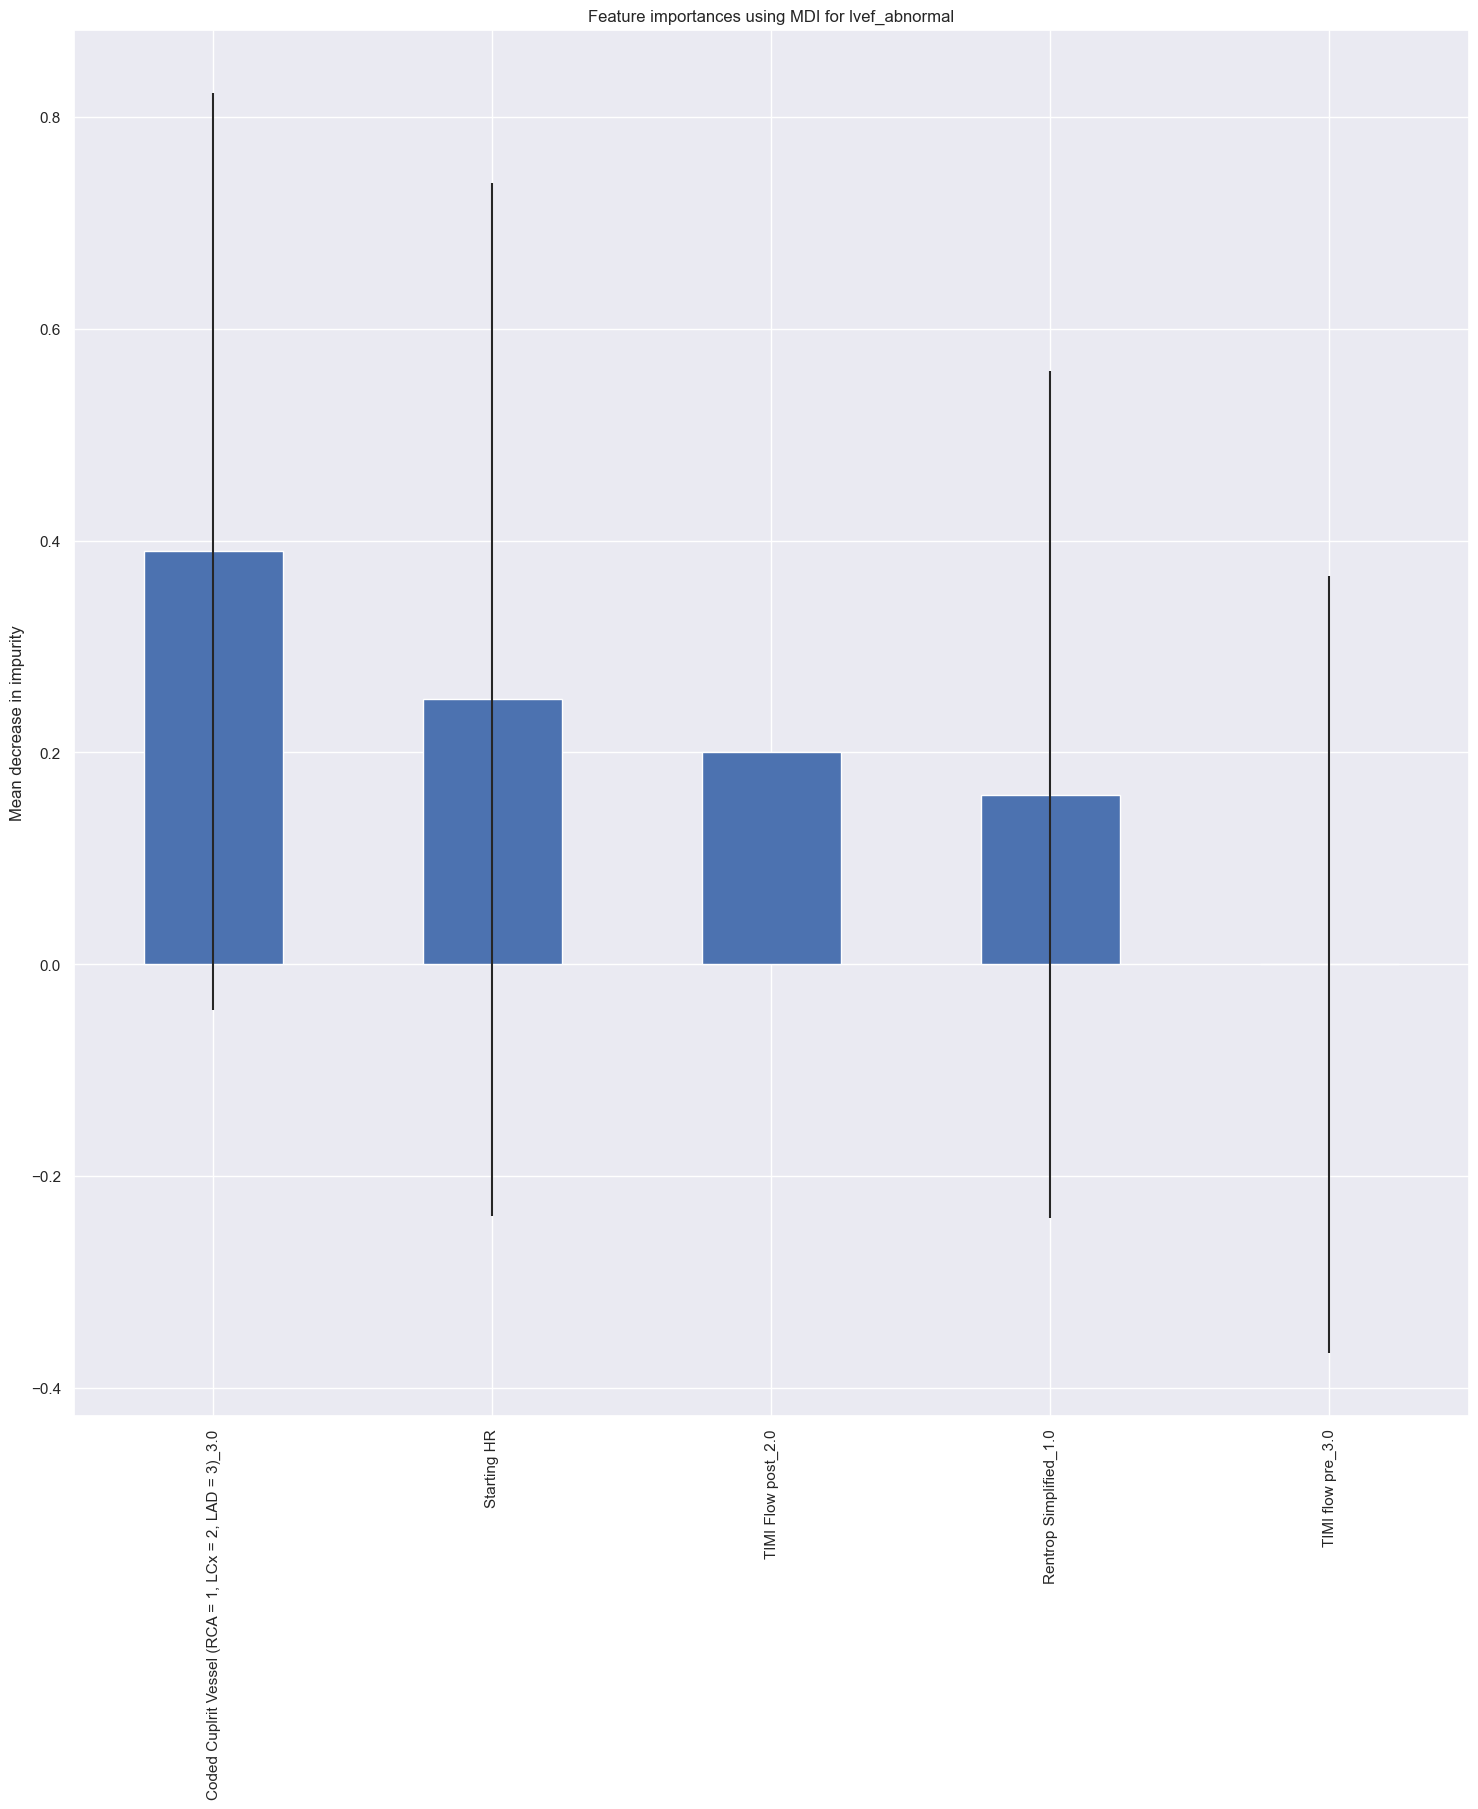 Feature importances using MDI for lvef_abnormal
Mean decrease in impurity
0.8
0.6
0.4
0.2
0.0
−0.2
−0.4
Coded Cuplrit Vessel (RCA = 1, LCx = 2, LAD = 3)_3.0
Starting HR
TIMI Flow post_2.0
Rentrop Simplified_1.0
TIMI flow pre_3.0